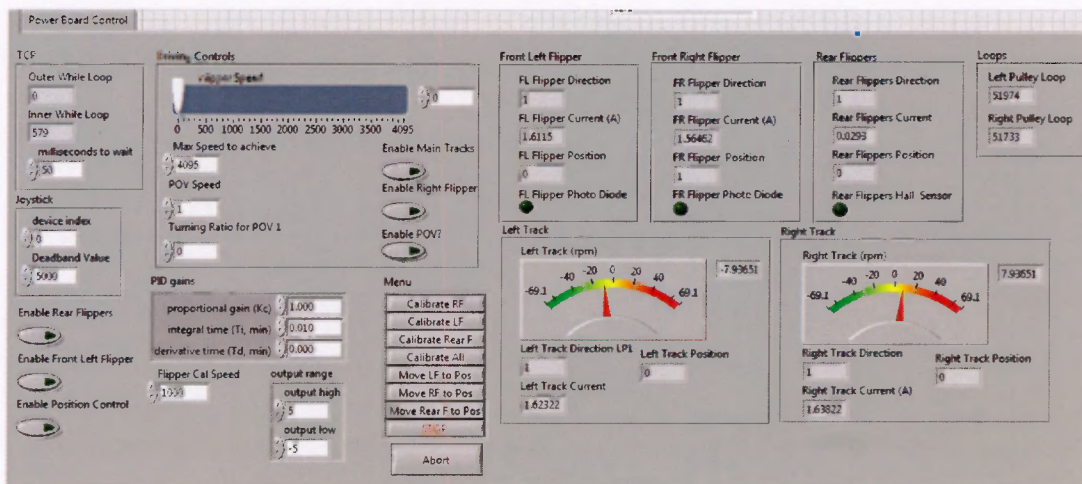 Power Board Control
TCP
Outer While Loop
0
Inner While Loop
579
milliseconds to wait
50
Joystick
device index
0
Deadband Value
5000
Enable Rear Flippers
Enable Front Left Flipper
Enable Position Control
Driving Controls
Flipper Speed
0
0 500 1000 1500 2000 2500 3000 3500 4095
Max Speed to achieve
4095
POV Speed
1
Turning Ratio for POV 1
0
Enable Main Tracks
Enable Right Flipper
Enable POV?
PID gains
proportional gain (Kc) 1.000
integral time (Ti, min) 0.010
derivative time (Td, min) 0.000
Flipper Cal Speed
1000
output range
output high
5
output low
-5
Menu
Calibrate RF
Calibrate LF
Calibrate Rear F
Calibrate All
Move LF to Pos
Move RF to Pos
Move Rear F to Pos
STOP
Abort
Front Left Flipper
FL Flipper Direction
1
FL Flipper Current (A)
1.6115
FL Flipper Position
0
FL Flipper Photo Diode
Front Right Flipper
FR Flipper Direction
1
FR Flipper Current (A)
1.56462
FR Flipper Position
1
FR Flipper Photo Diode
Rear Flippers
Rear Flippers Direction
1
Rear Flippers Current
0.0293
Rear Flippers Position
0
Rear Flippers Hall Sensor
Loops
Left Pulley Loop
51974
Right Pulley Loop
51733
Left Track
Left Track (rpm)
-7.93651
-69.1 -40 -20 0 20 40 69.1
Left Track Direction LP1
1
Left Track Position
0
Left Track Current
1.62322
Right Track
Right Track (rpm)
7.93651
-69.1 -40 -20 0 20 40 69.1
Right Track Direction
1
Right Track Position
0
Right Track Current (A)
1.63822